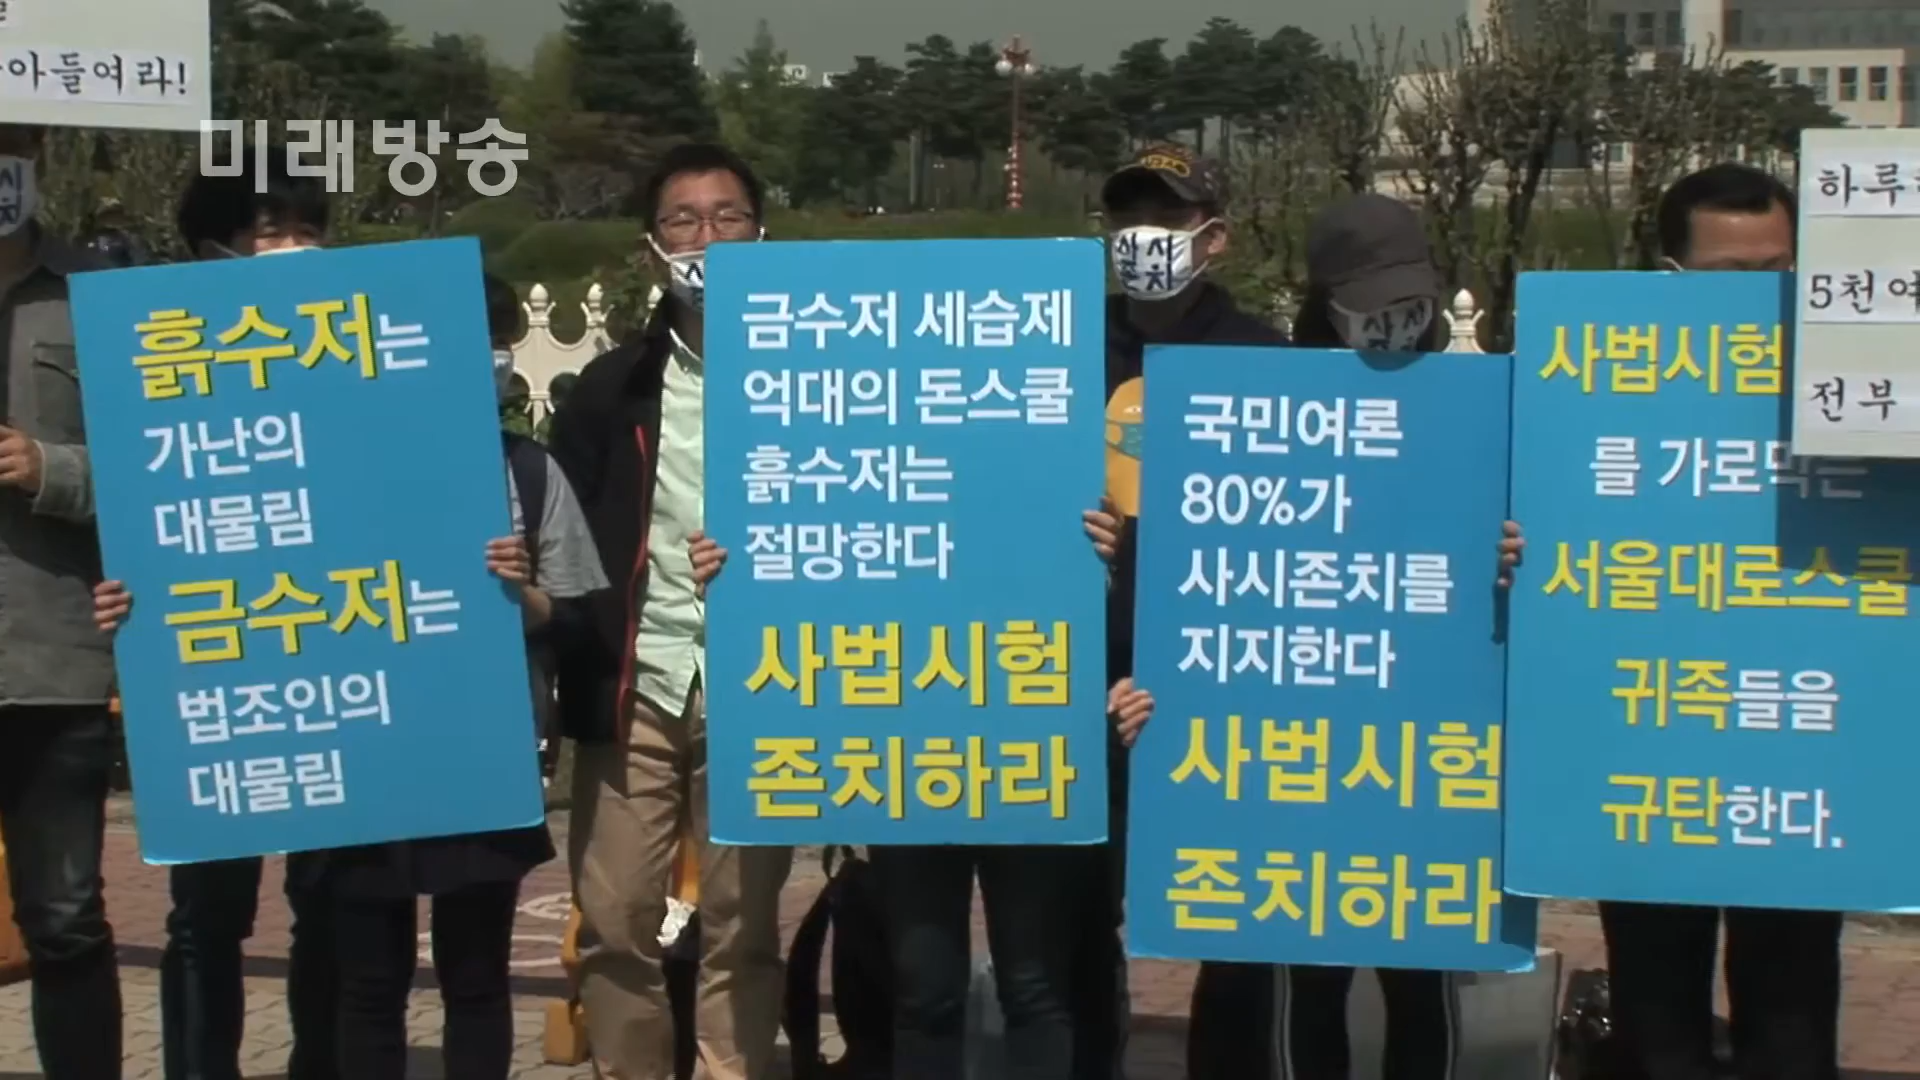 아들여라!
미래방송
흙수저는
가난의
대물림
금수저는
법조인의
대물림
금수저 세습제
억대의 돈스쿨
흙수저는
절망한다
사법시험
존치하라
사시
존치
국민여론
80%가
사시존치를
지지한다
사법시험
존치하라
사법시험
를 가로막는
서울대로스쿨
귀족들을
규탄한다.
하루
5천여
전부